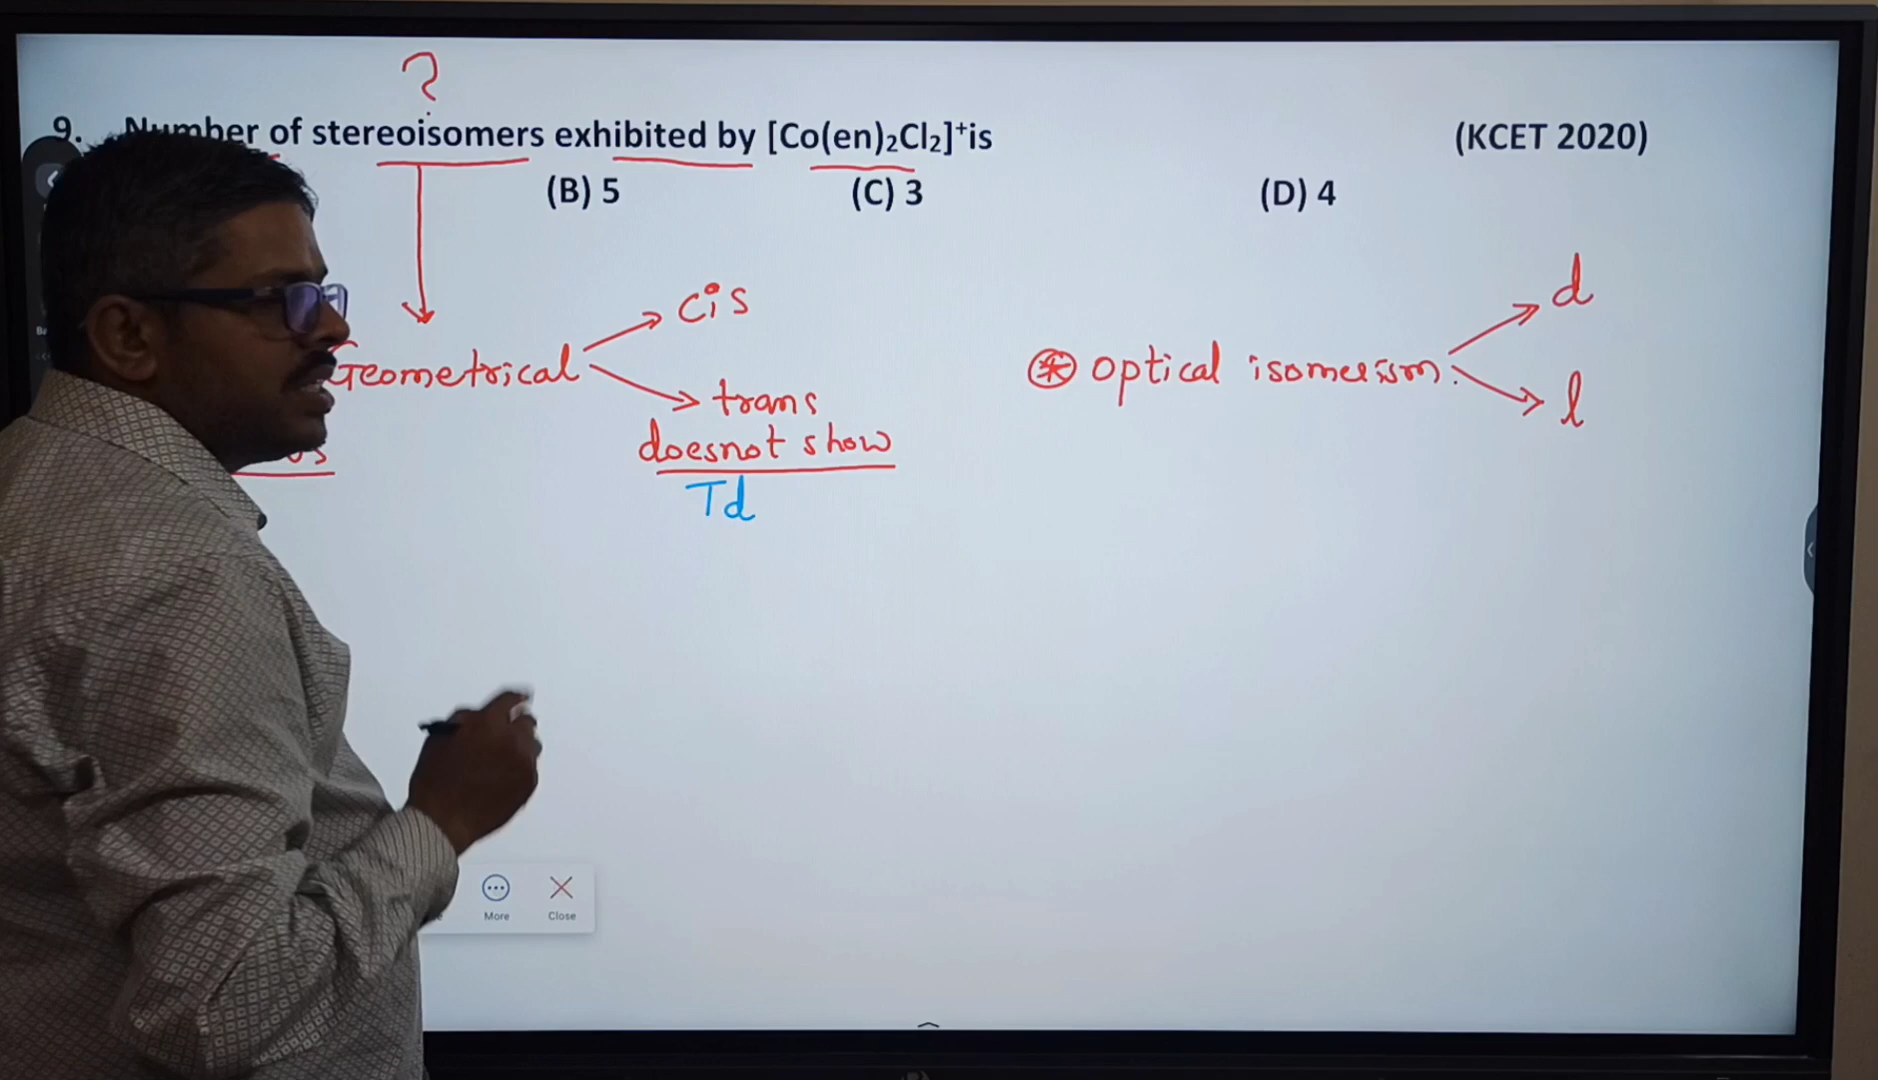 ?
9. Number of stereoisomers exhibited by [Co(en)₂Cl₂]⁺is (KCET 2020)
(B) 5 (C) 3 (D) 4
Geometrical
cis
trans
doesnot show
Td
* optical isomerism.
d
l
More Close